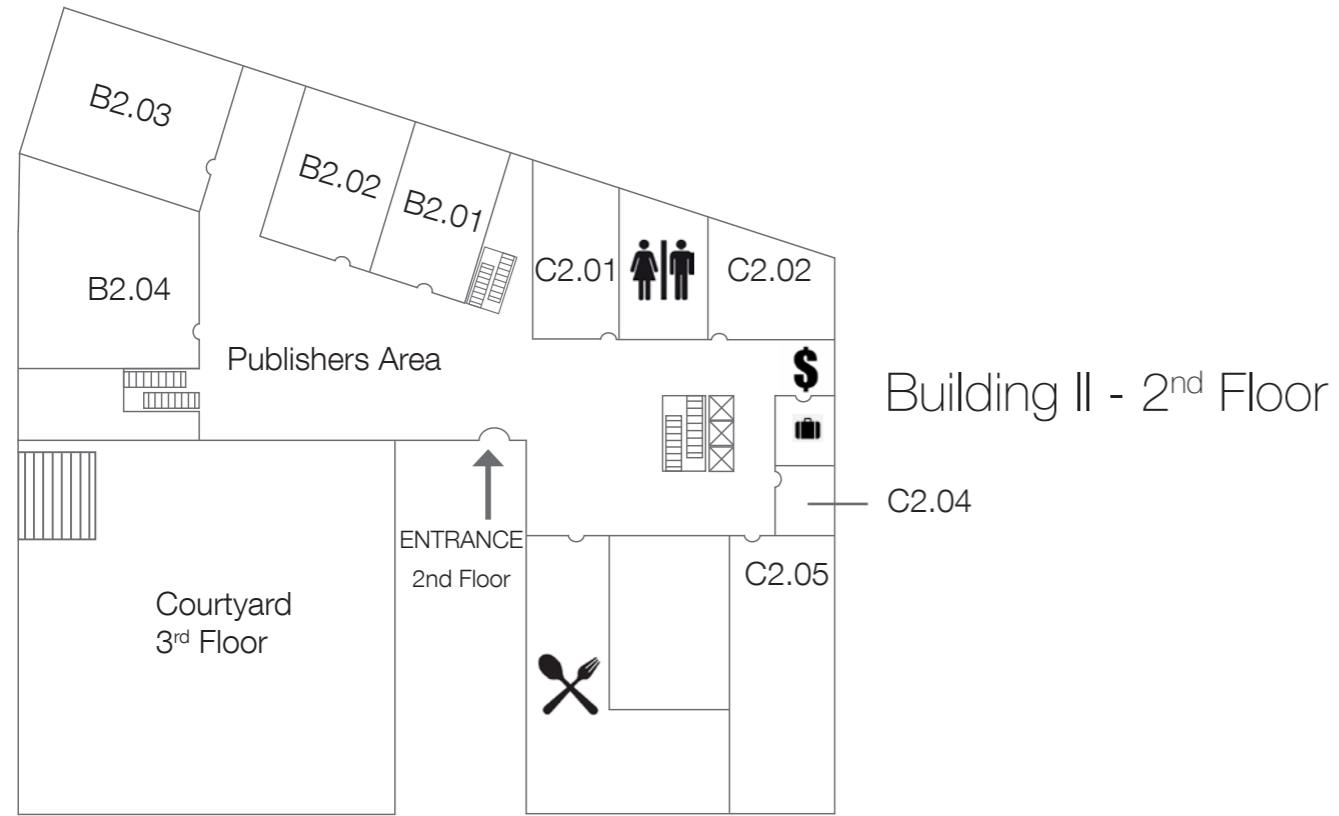 B2.03
B2.02
B2.01
C2.01
C2.02
B2.04
Publishers Area
$
Building II - 2nd Floor
C2.04
ENTRANCE
2nd Floor
C2.05
Courtyard
3rd Floor